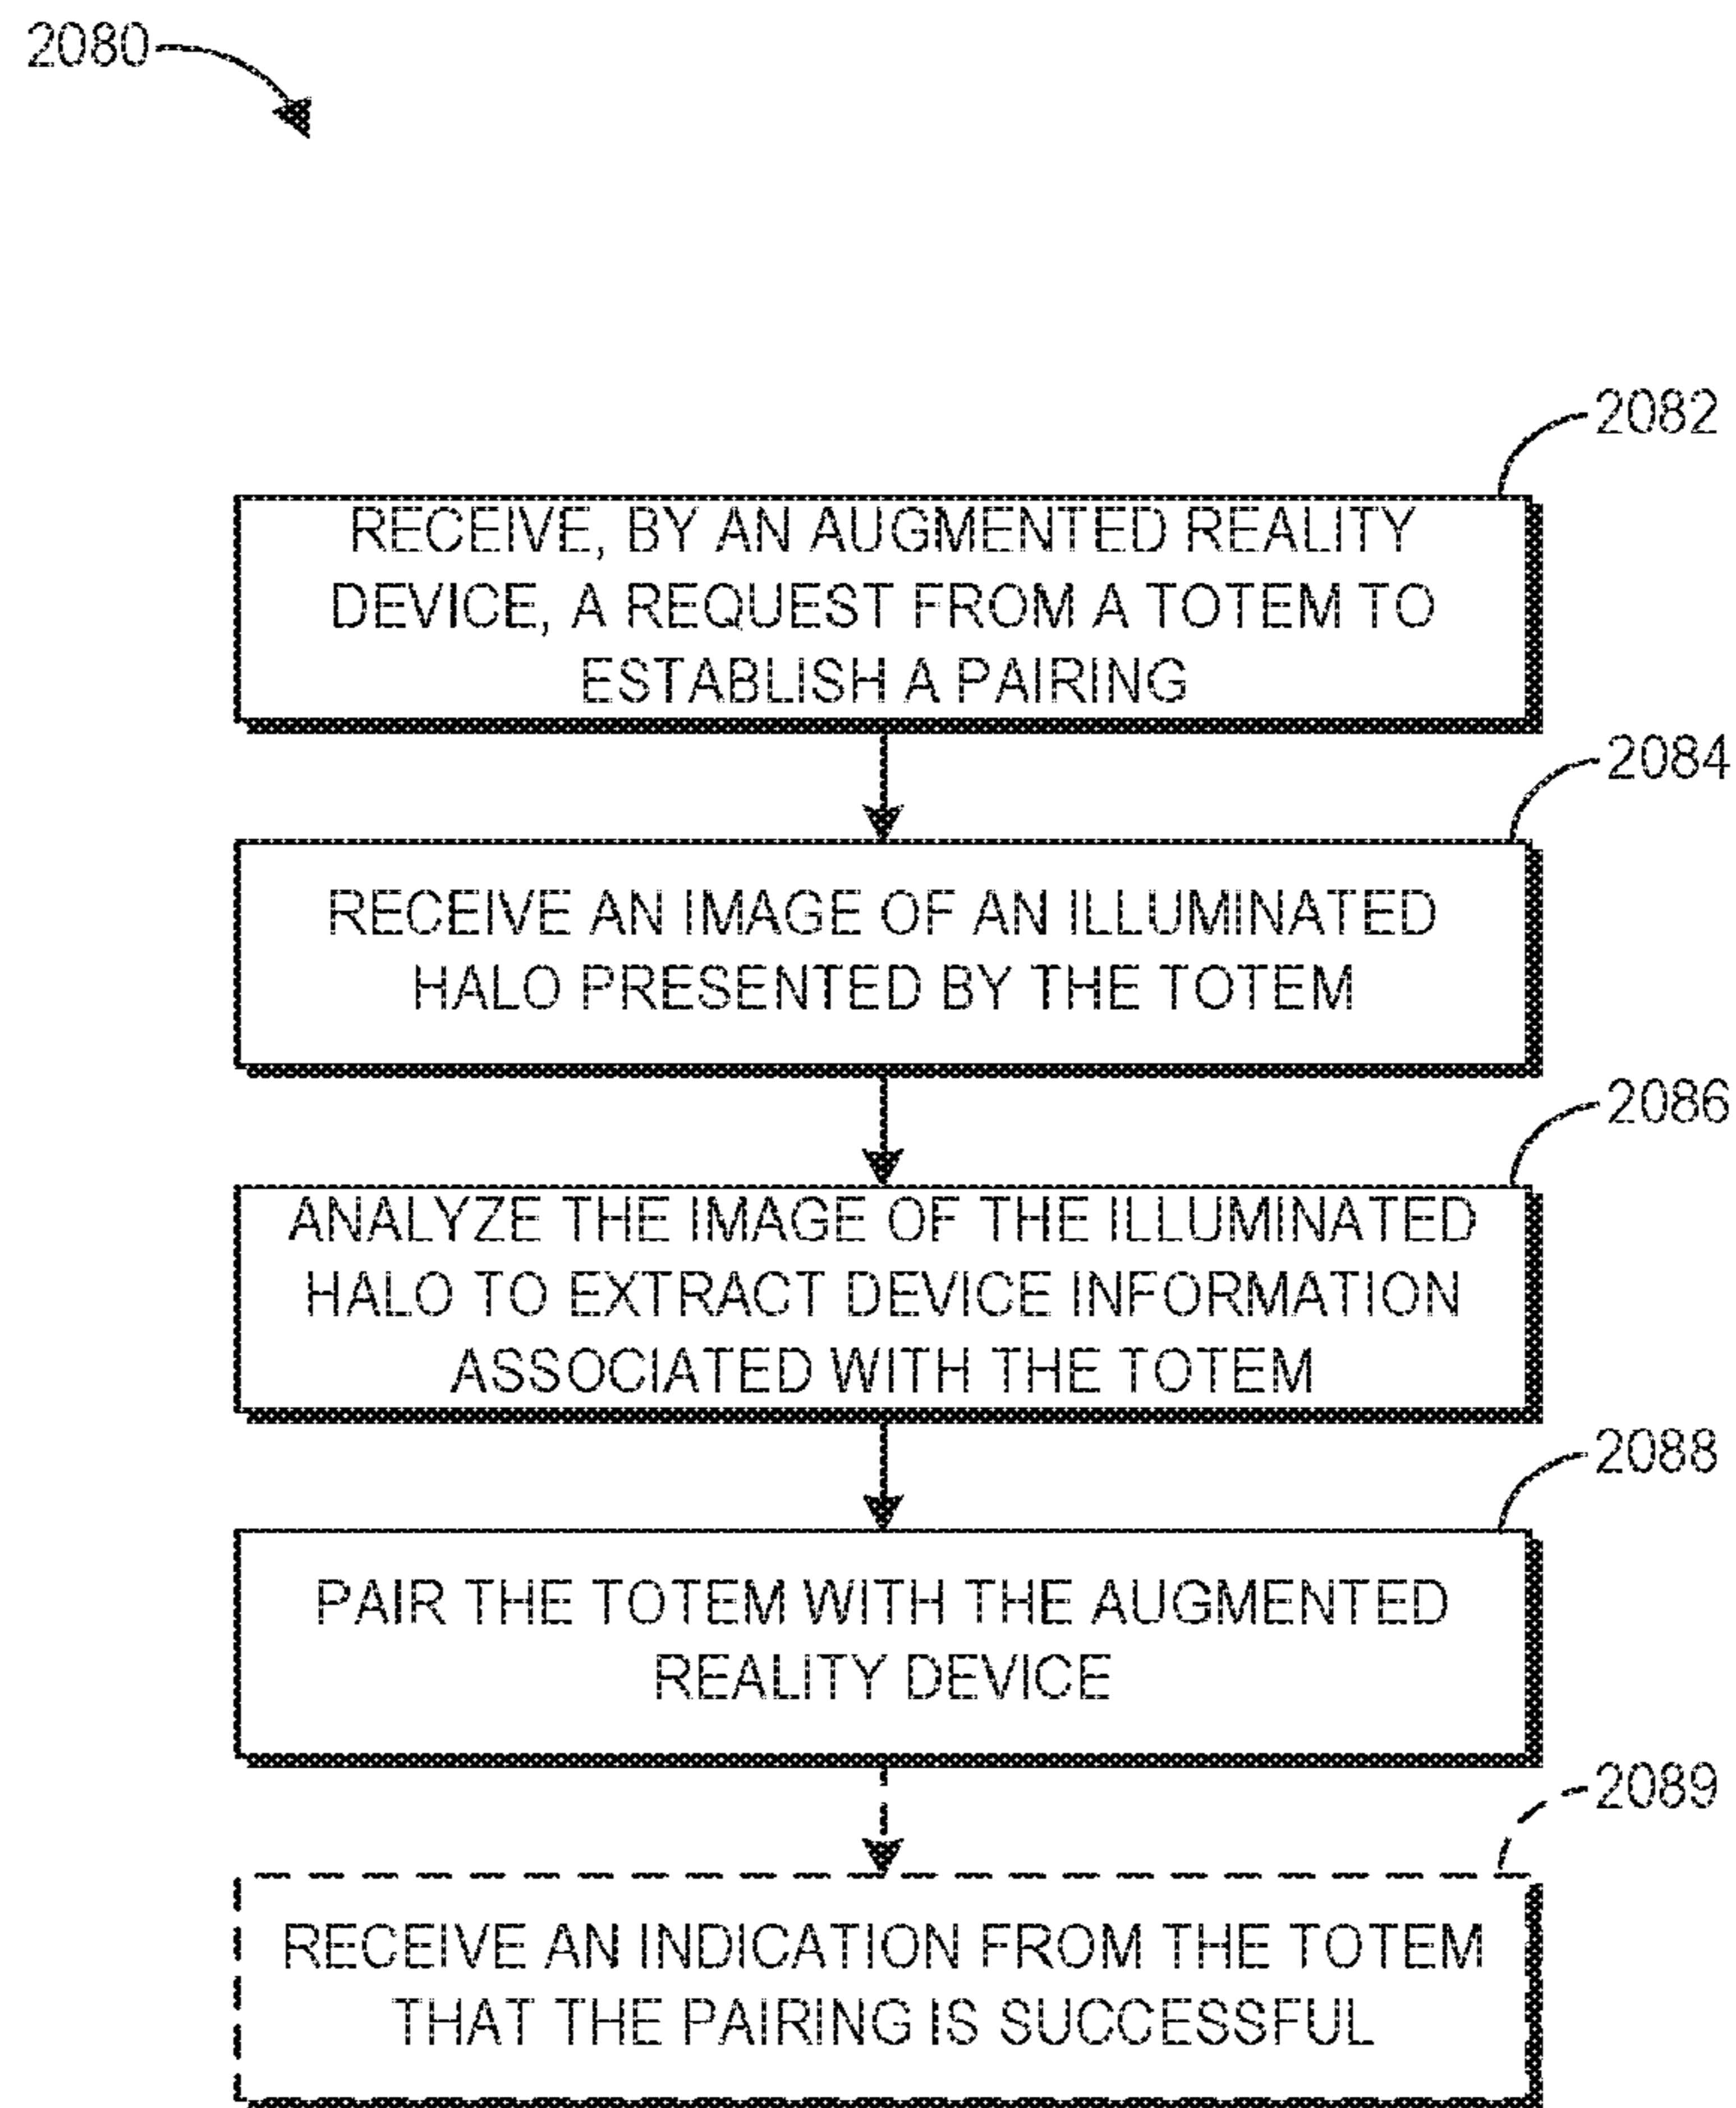 2080
2082
RECEIVE, BY AN AUGMENTED REALITY
DEVICE, A REQUEST FROM A TOTEM TO
ESTABLISH A PAIRING
2084
RECEIVE AN IMAGE OF AN ILLUMINATED
HALO PRESENTED BY THE TOTEM
2086
ANALYZE THE IMAGE OF THE ILLUMINATED
HALO TO EXTRACT DEVICE INFORMATION
ASSOCIATED WITH THE TOTEM
2088
PAIR THE TOTEM WITH THE AUGMENTED
REALITY DEVICE
2089
RECEIVE AN INDICATION FROM THE TOTEM
THAT THE PAIRING IS SUCCESSFUL